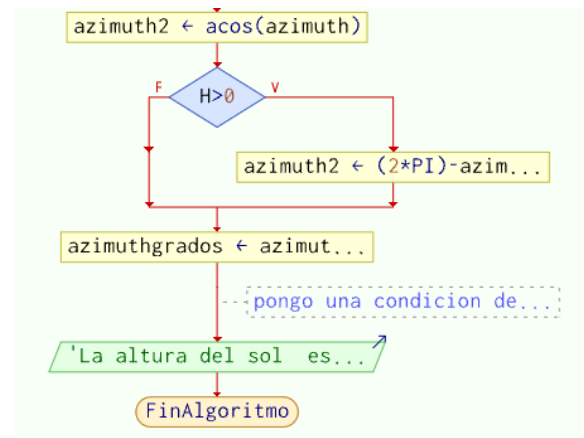 azimuth2 ← acos(azimuth)
F
H>0
V
azimuth2 ← (2*PI)-azim...
azimuthgrados ← azimut...
pongo una condicion de...
'La altura del sol  es...
FinAlgoritmo